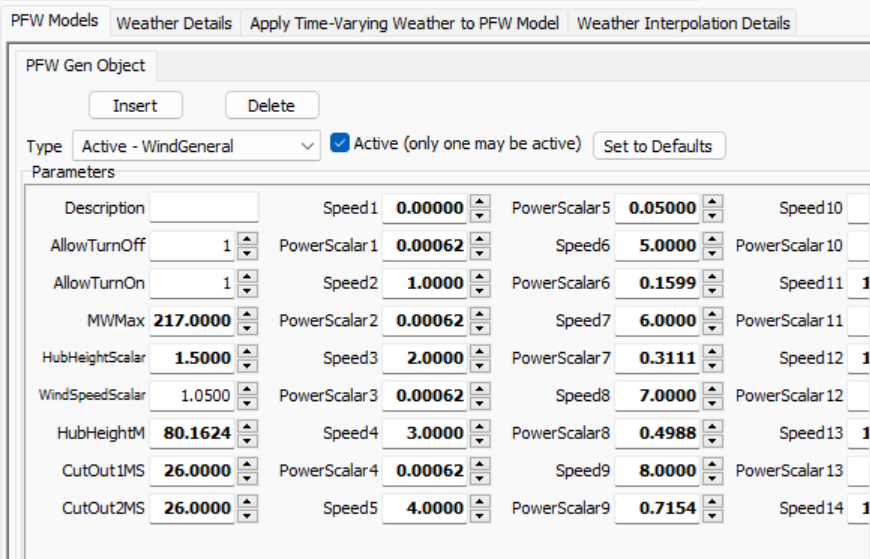 PFW Models Weather Details Apply Time-Varying Weather to PFW Model Weather Interpolation Details
PFW Gen Object
Insert Delete
Type Active - WindGeneral Active (only one may be active) Set to Defaults
Parameters
Description Speed1 0.00000 PowerScalar5 0.05000 Speed10
AllowTurnOff 1 PowerScalar1 0.00062 Speed6 5.0000 PowerScalar10
AllowTurnOn 1 Speed2 1.0000 PowerScalar6 0.1599 Speed11 1
MWMax 217.0000 PowerScalar2 0.00062 Speed7 6.0000 PowerScalar11
HubHeightScalar 1.5000 Speed3 2.0000 PowerScalar7 0.3111 Speed12 1
WindSpeedScalar 1.0500 PowerScalar3 0.00062 Speed8 7.0000 PowerScalar12
HubHeightM 80.1624 Speed4 3.0000 PowerScalar8 0.4988 Speed13 1
CutOut1MS 26.0000 PowerScalar4 0.00062 Speed9 8.0000 PowerScalar13
CutOut2MS 26.0000 Speed5 4.0000 PowerScalar9 0.7154 Speed14 1